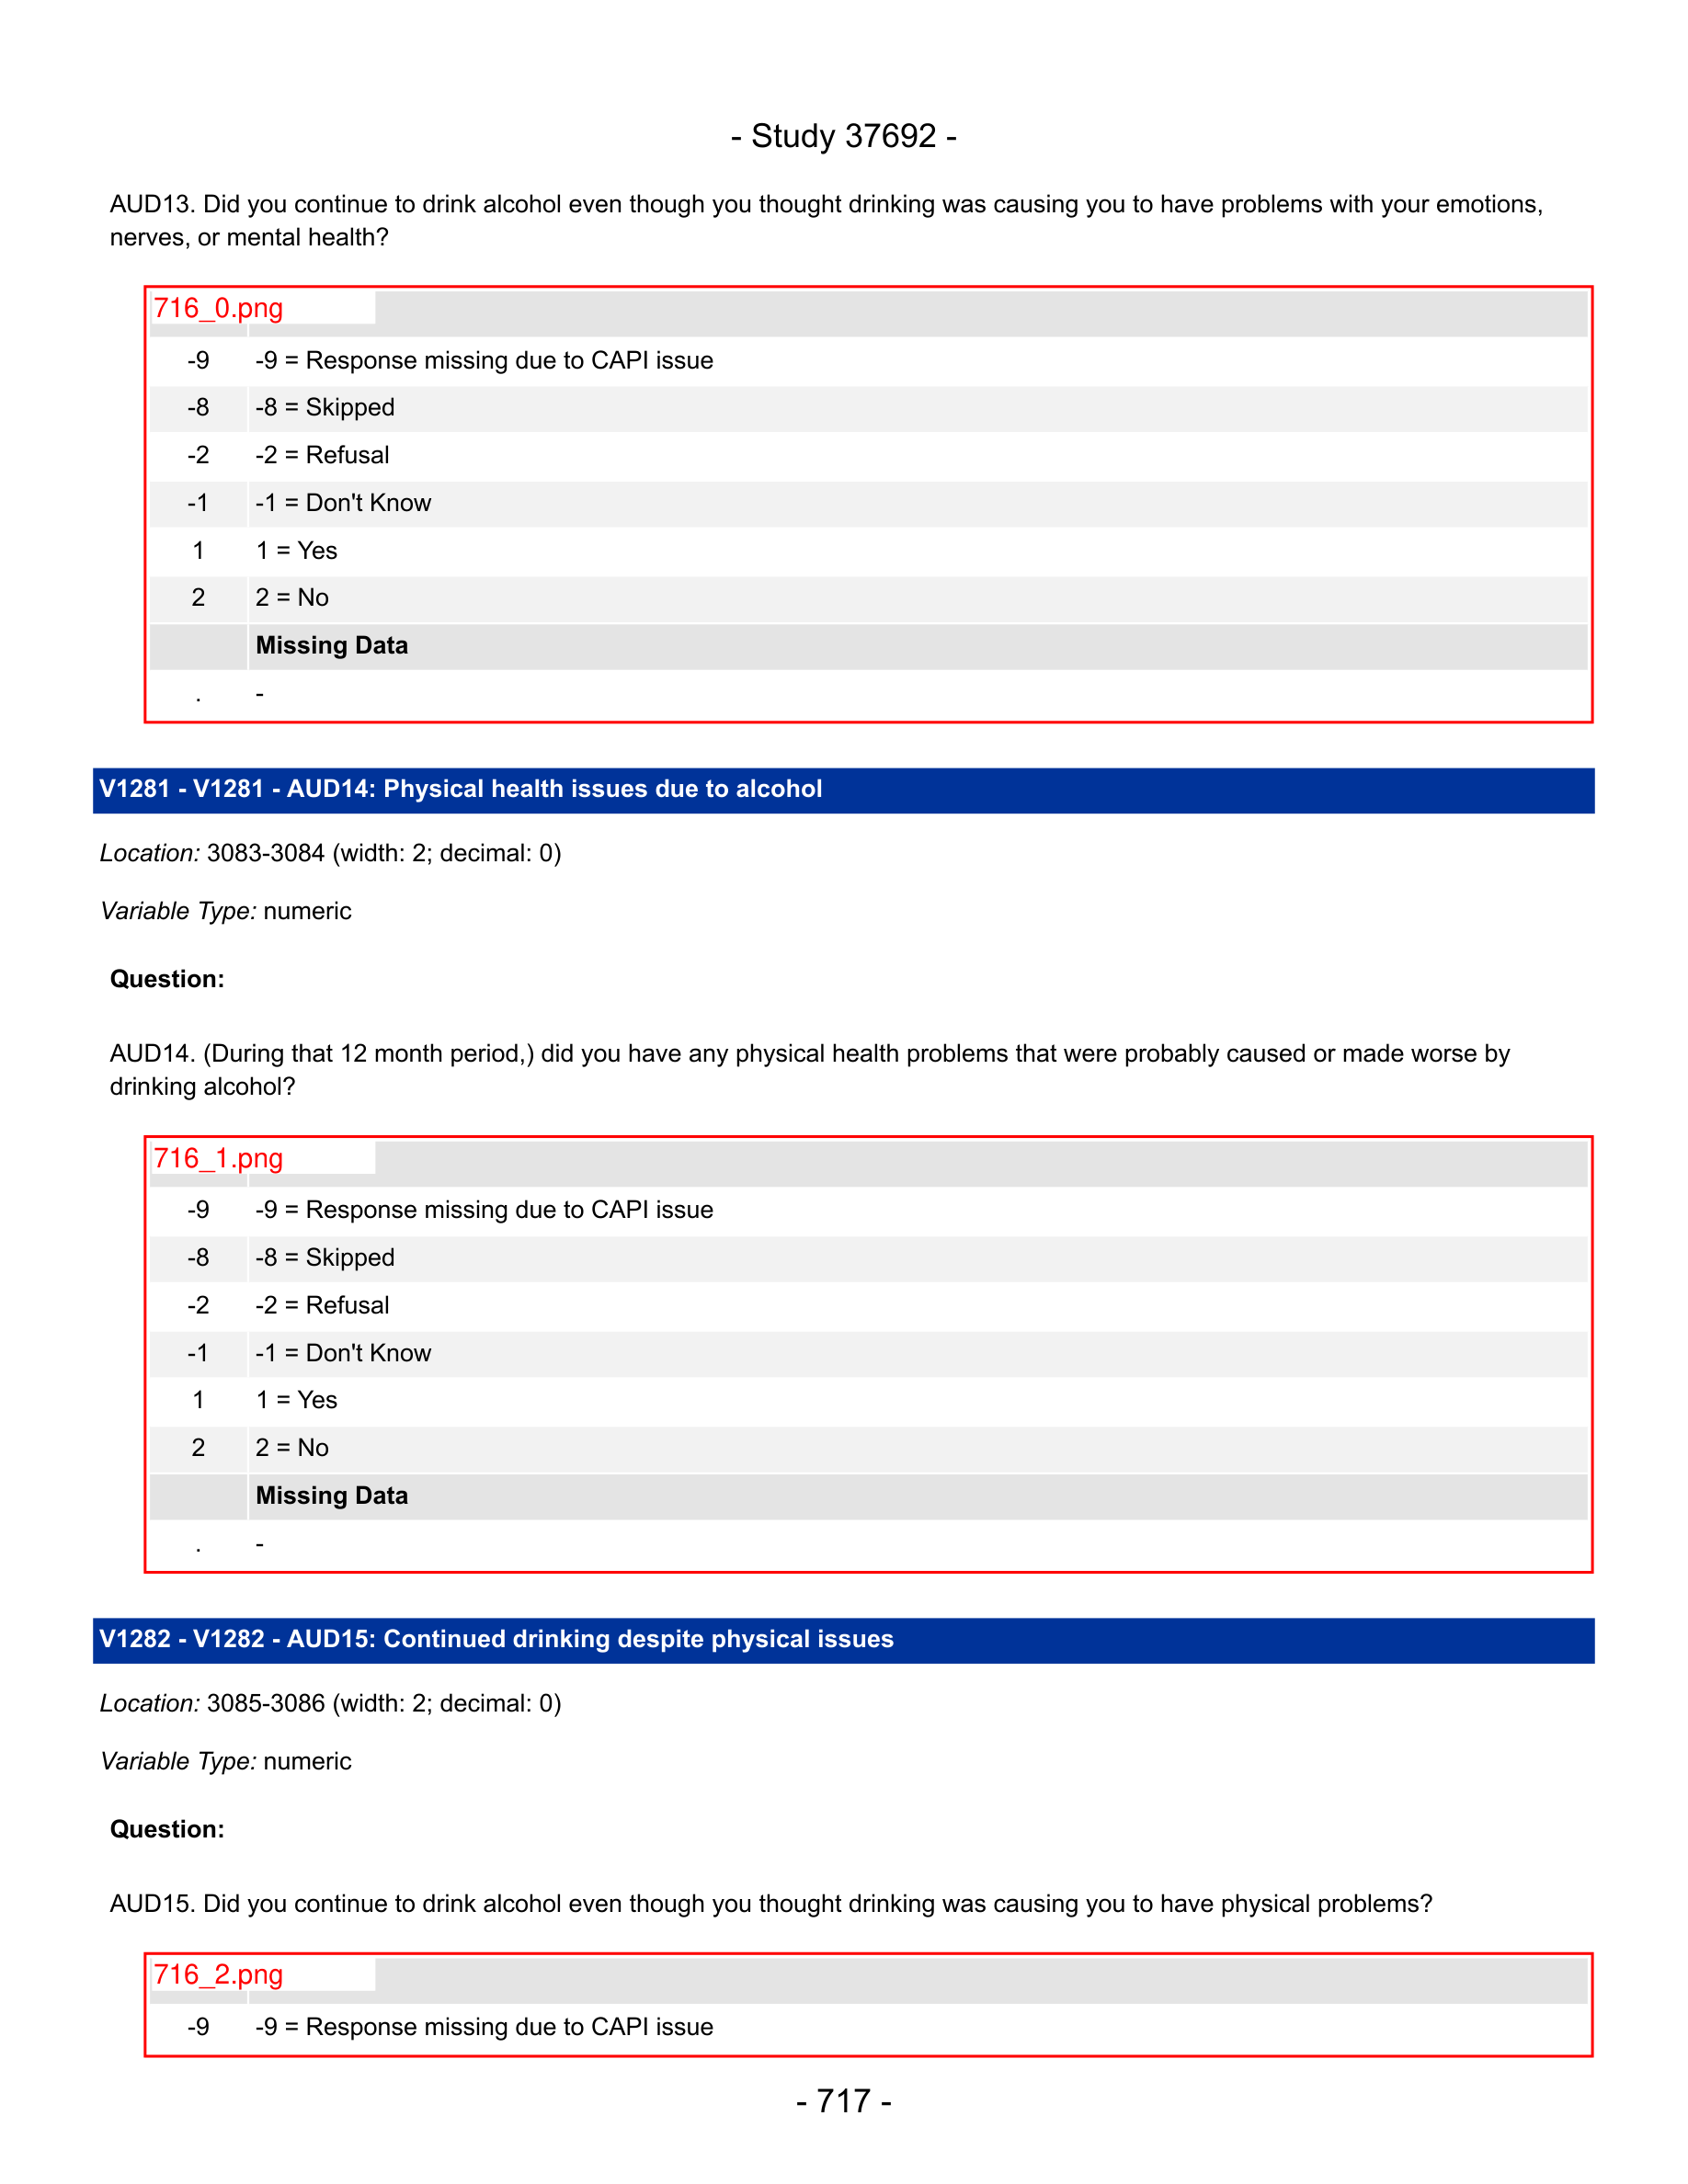 - Study 37692 -
AUD13. Did you continue to drink alcohol even though you thought drinking was causing you to have problems with your emotions,
nerves, or mental health?
716_0.png
-9 -9 = Response missing due to CAPI issue
-8 -8 = Skipped
-2 -2 = Refusal
-1 -1 = Don't Know
1 1 = Yes
2 2 = No
Missing Data
. -
V1281 - V1281 - AUD14: Physical health issues due to alcohol
Location: 3083-3084 (width: 2; decimal: 0)
Variable Type: numeric
Question:
AUD14. (During that 12 month period,) did you have any physical health problems that were probably caused or made worse by
drinking alcohol?
716_1.png
-9 -9 = Response missing due to CAPI issue
-8 -8 = Skipped
-2 -2 = Refusal
-1 -1 = Don't Know
1 1 = Yes
2 2 = No
Missing Data
. -
V1282 - V1282 - AUD15: Continued drinking despite physical issues
Location: 3085-3086 (width: 2; decimal: 0)
Variable Type: numeric
Question:
AUD15. Did you continue to drink alcohol even though you thought drinking was causing you to have physical problems?
716_2.png
-9 -9 = Response missing due to CAPI issue
- 717 -